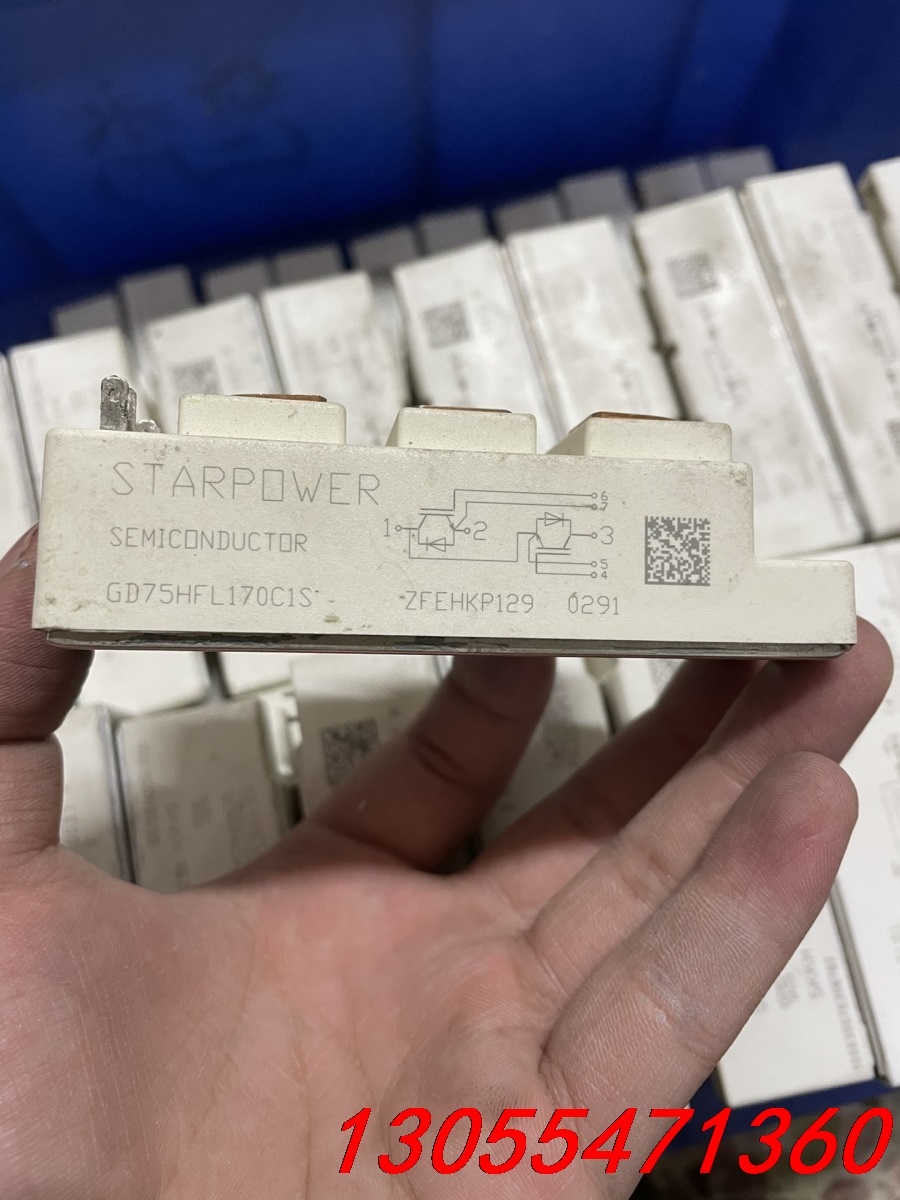 STARPOWER
SEMICONDUCTOR
GD75HFL170C1S
ZFEHKP129 0291
1
2
6
7
3
5
4
13055471360